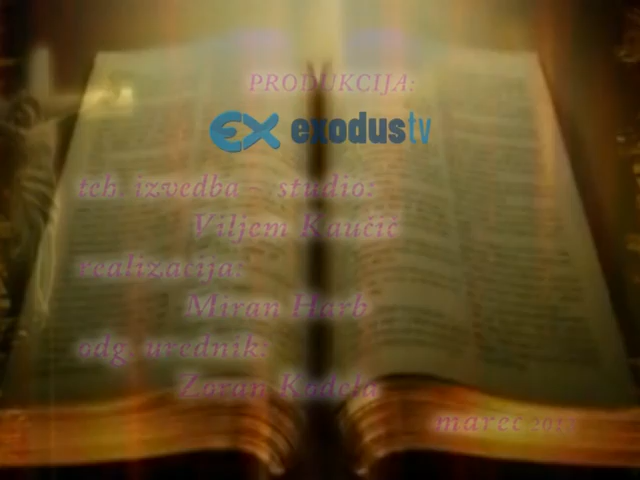 PRODUKCIJA:
exodustv
teh. izvedba - studio:
Viljem Kaučič
realizacija:
Miran Harb
odg. urednik:
Zoran Kodela
marec